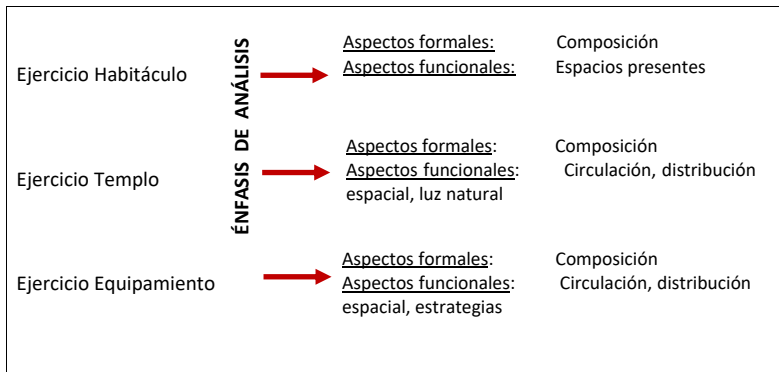 Aspectos formales: Composición
Ejercicio Habitáculo
Aspectos funcionales: Espacios presentes
ÉNFASIS DE ANÁLISIS
Aspectos formales: Composición
Ejercicio Templo
Aspectos funcionales: Circulación, distribución
espacial, luz natural
Aspectos formales: Composición
Ejercicio Equipamiento
Aspectos funcionales: Circulación, distribución
espacial, estrategias